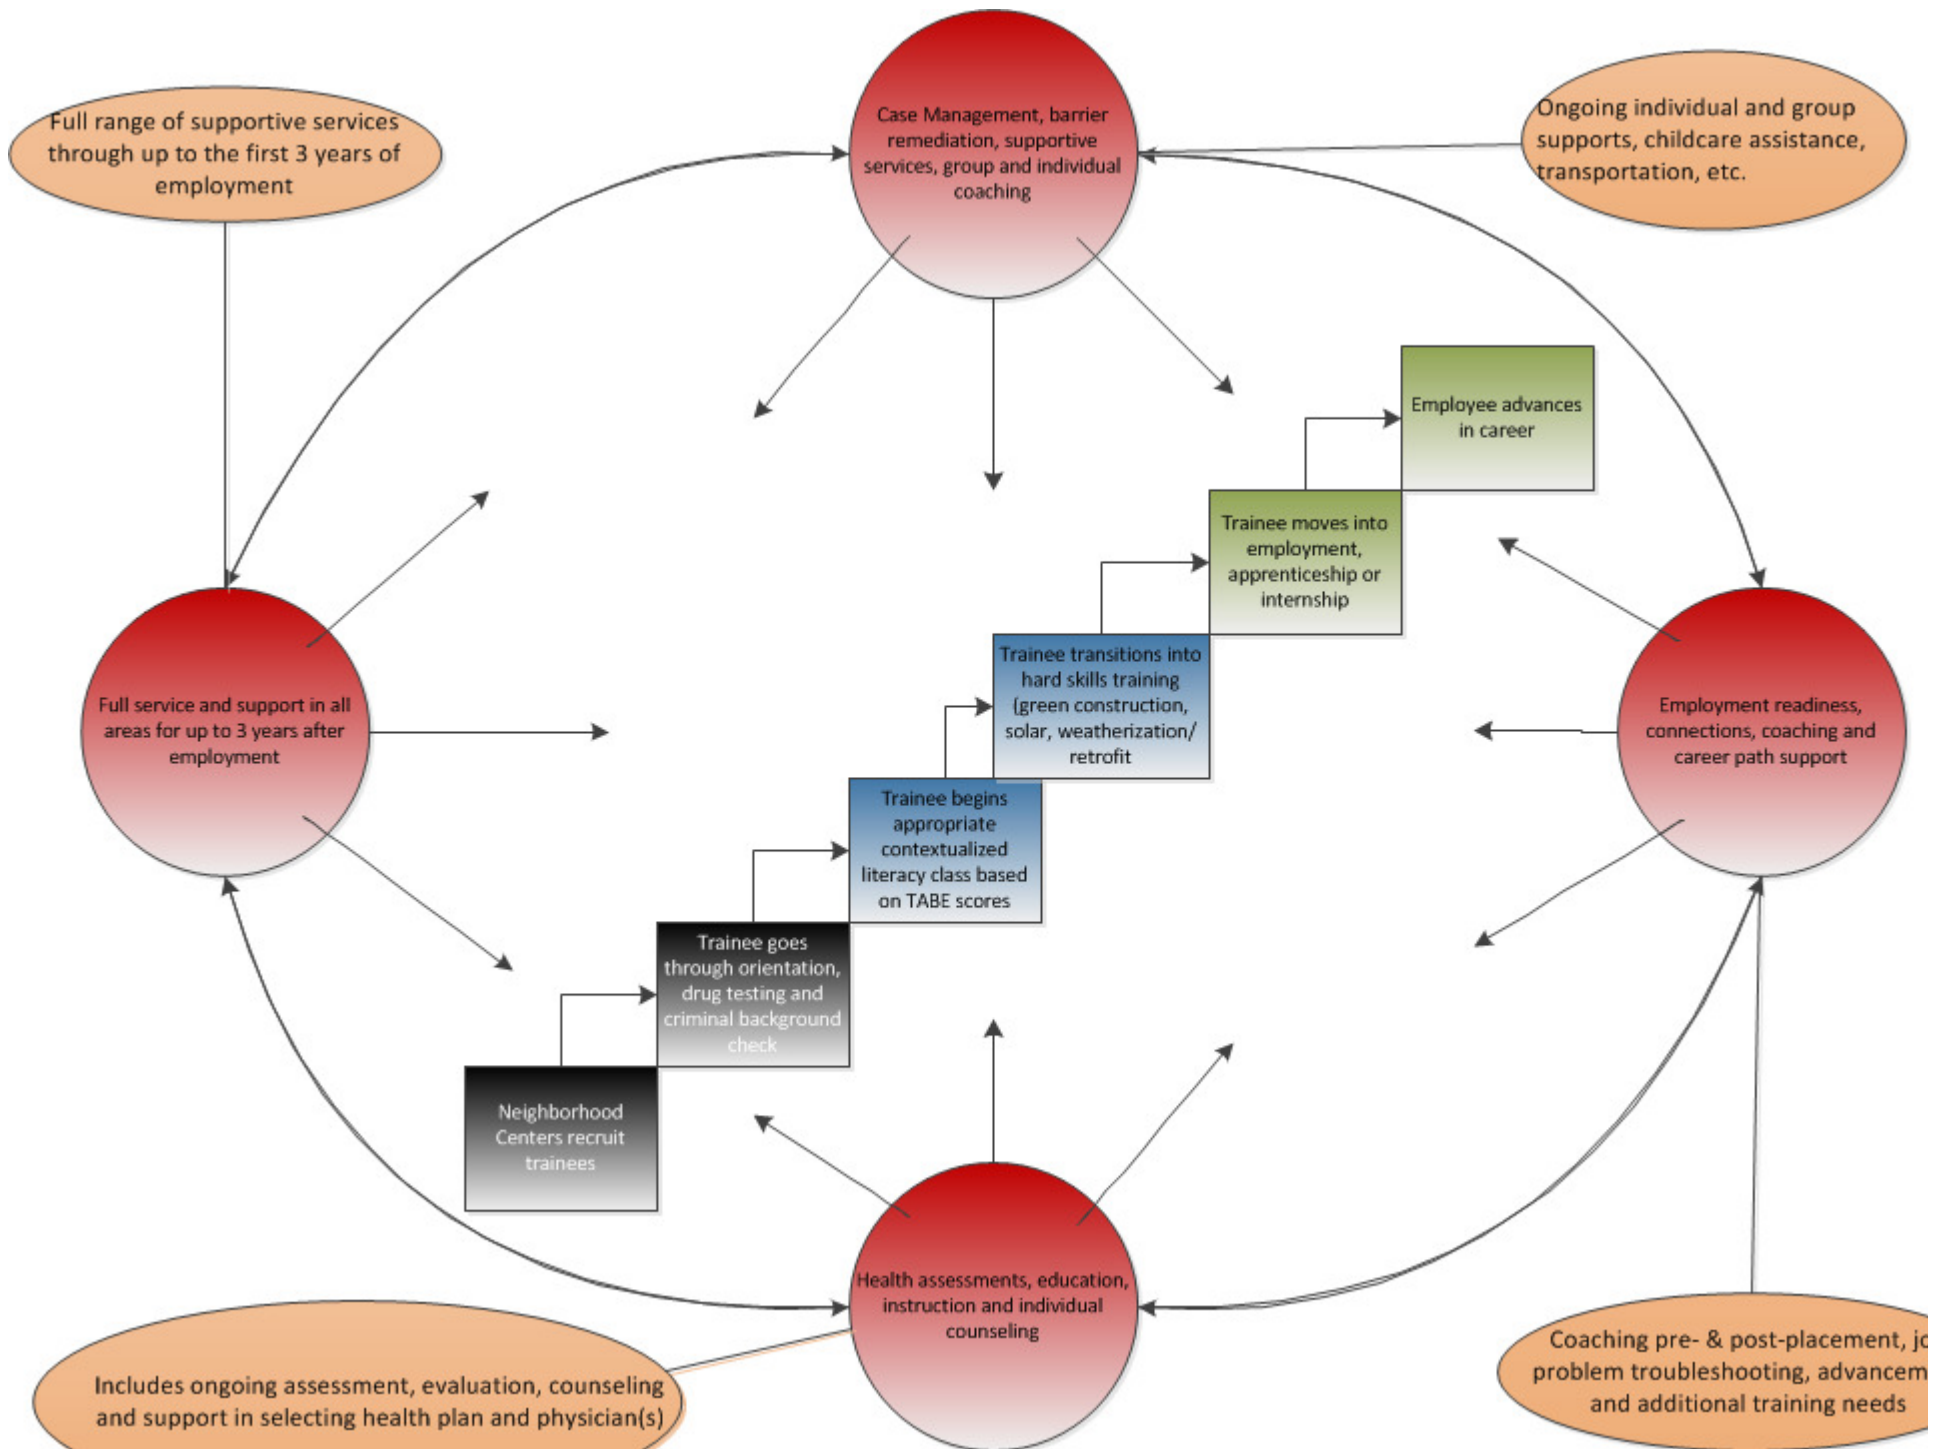 Full range of supportive services
through up to the first 3 years of
employment
Case Management, barrier
remediation, supportive
services, group and individual
coaching
Ongoing individual and group
supports, childcare assistance,
transportation, etc.
Employee advances
in career
Trainee moves into
employment,
apprenticeship or
internship
Trainee transitions into
hard skills training
(green construction,
solar, weatherization/
retrofit
Full service and support in all
areas for up to 3 years after
employment
Employment readiness,
connections, coaching and
career path support
Trainee begins
appropriate
contextualized
literacy class based
on TABE scores
Trainee goes
through orientation,
drug testing and
criminal background
check
Neighborhood
Centers recruit
trainees
Health assessments, education,
instruction and individual
counseling
Includes ongoing assessment, evaluation, counseling
and support in selecting health plan and physician(s)
Coaching pre- & post-placement,
problem troubleshooting,
and additional training needs